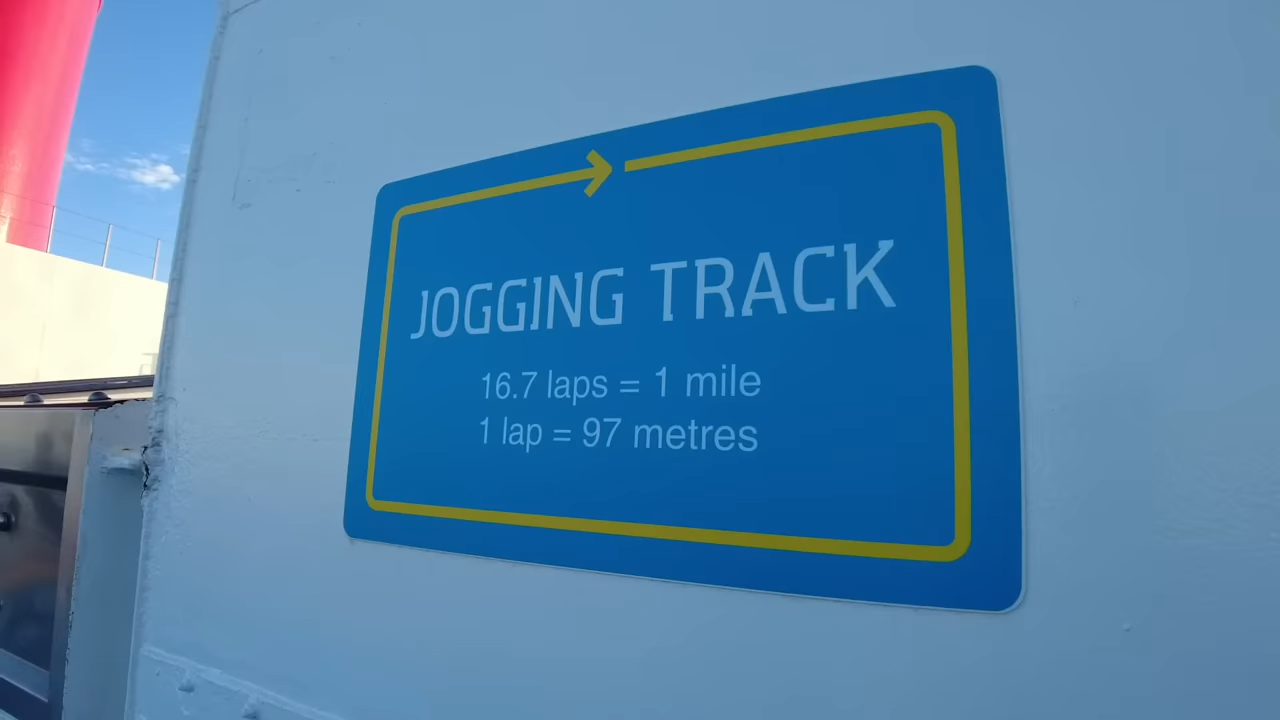 JOGGING TRACK
16.7 laps = 1 mile
1 lap = 97 metres